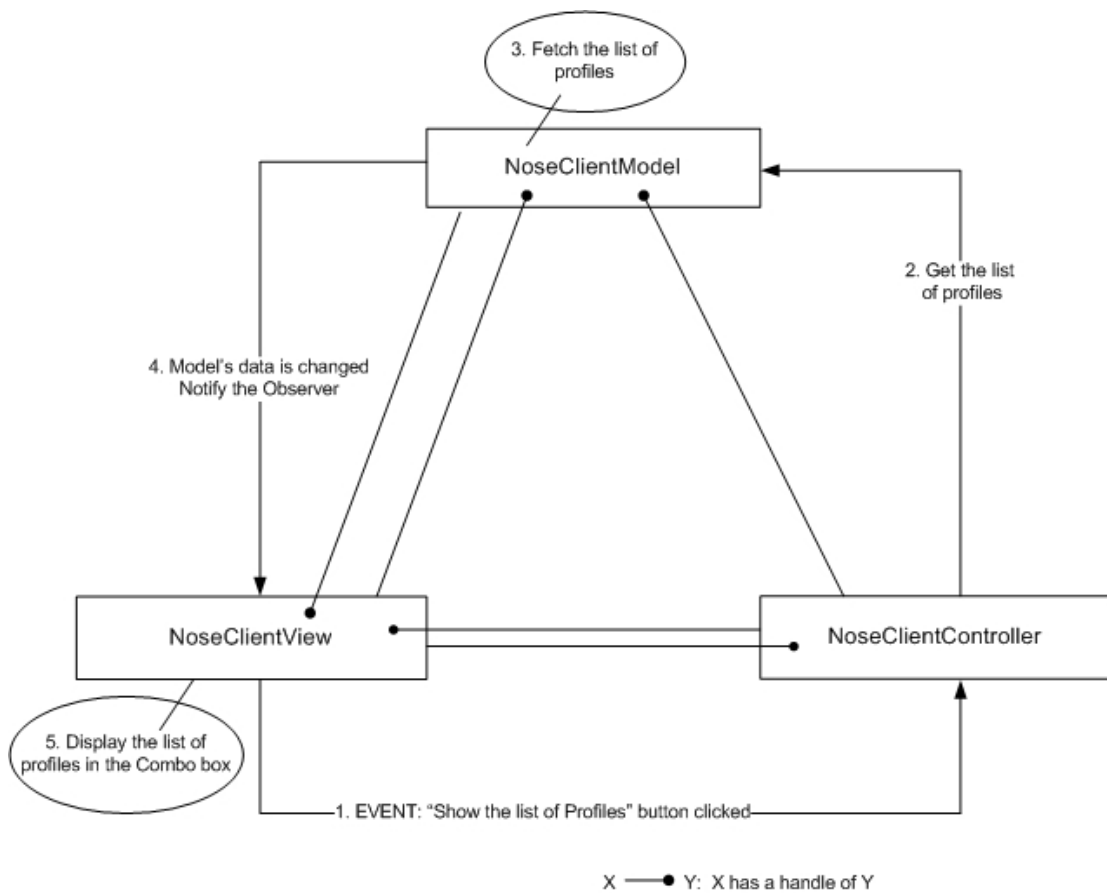 3. Fetch the list of
profiles
NoseClientModel
2. Get the list
of profiles
4. Model's data is changed
Notify the Observer
NoseClientView
NoseClientController
5. Display the list of
profiles in the Combo box
1. EVENT: “Show the list of Profiles” button clicked
X Y: X has a handle of Y